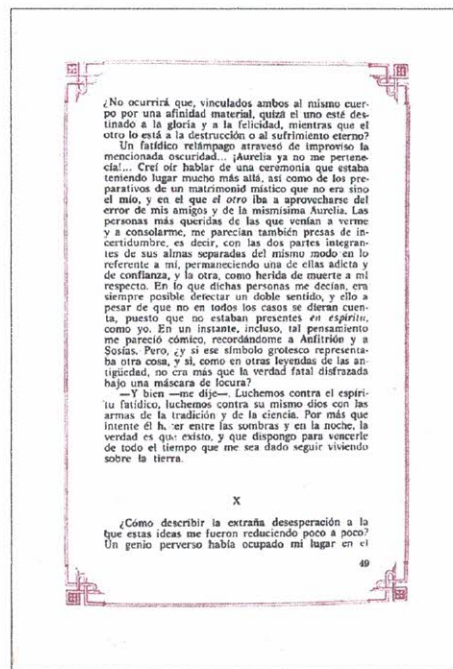 ¿No ocurrirá que, vinculados ambos al mismo cuer-
po por una afinidad material, quizá el uno esté des-
tinado a la gloria y a la felicidad, mientras que el
otro lo está a la destrucción o al sufrimiento eterno?
Un fatídico relámpago atravesó de improviso la
mencionada oscuridad... ¡Aurelia ya no me pertene-
cía!... Creí oír hablar de una ceremonia que estaba
teniendo lugar mucho más allá, así como de los pre-
parativos de un matrimonio místico que no era sino
el mío, y en el que el otro iba a aprovecharse del
error de mis amigos y de la mismísima Aurelia. Las
personas más queridas de las que venían a verme
y a consolarme, me parecían también presas de in-
certidumbre, es decir, con las dos partes integran-
tes de sus almas separadas del mismo modo en lo
referente a mí, permaneciendo una de ellas adicta y
de confianza, y la otra, como herida de muerte a mi
respecto. En lo que dichas personas me decían, era
siempre posible detectar un doble sentido, y ello a
pesar de que no en todos los casos se dieran cuen-
ta, puesto que no estaban presentes en espíritu,
como yo. En un instante, incluso, tal pensamiento
me pareció cómico, recordándome a Anfitrión y a
Sosías. Pero, ¿y si ese símbolo grotesco representa-
ba otra cosa, y si, como en otras leyendas de las an-
tigüedad, no era más que la verdad fatal disfrazada
bajo una máscara de locura?
—Y bien —me dije—. Luchemos contra el espíri-
tu fatídico, luchemos contra su mismo dios con las
armas de la tradición y de la ciencia. Por más que
intente él h. er entre las sombras y en la noche, la
verdad es que existo, y que dispongo para vencerle
de todo el tiempo que me sea dado seguir viviendo
sobre la tierra.
X
¿Cómo describir la extraña desesperación a la
que estas ideas me fueron reduciendo poco a poco?
Un genio perverso había ocupado mi lugar en el
49